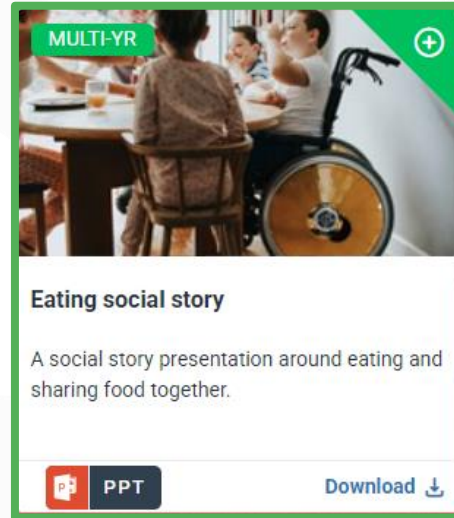 MULTI-YR
Eating social story
A social story presentation around eating and
sharing food together.
PPT
Download